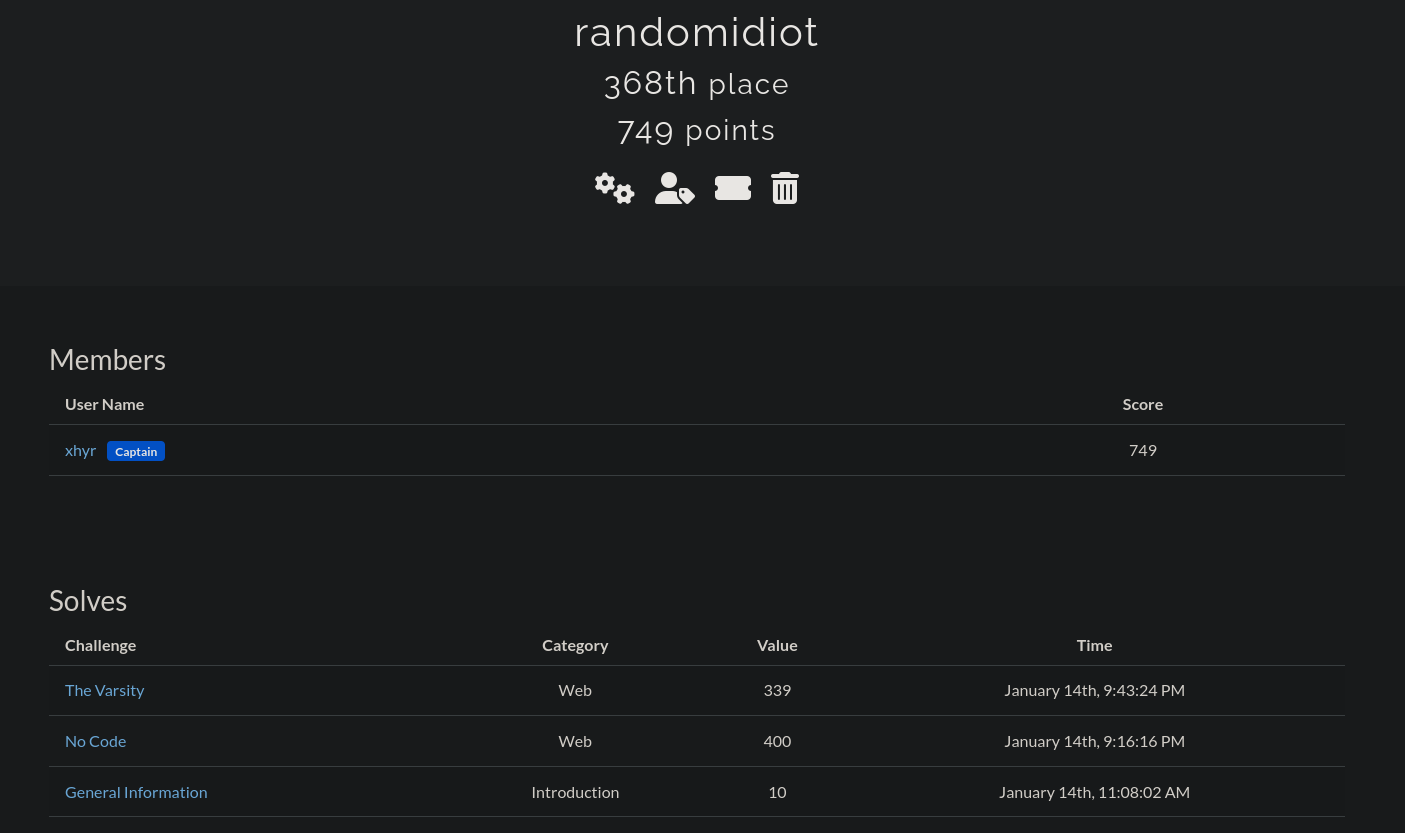 randomidiot
368th place
749 points
Members
User Name Score
xhyr Captain 749
Solves
Challenge Category Value Time
The Varsity Web 339 January 14th, 9:43:24 PM
No Code Web 400 January 14th, 9:16:16 PM
General Information Introduction 10 January 14th, 11:08:02 AM